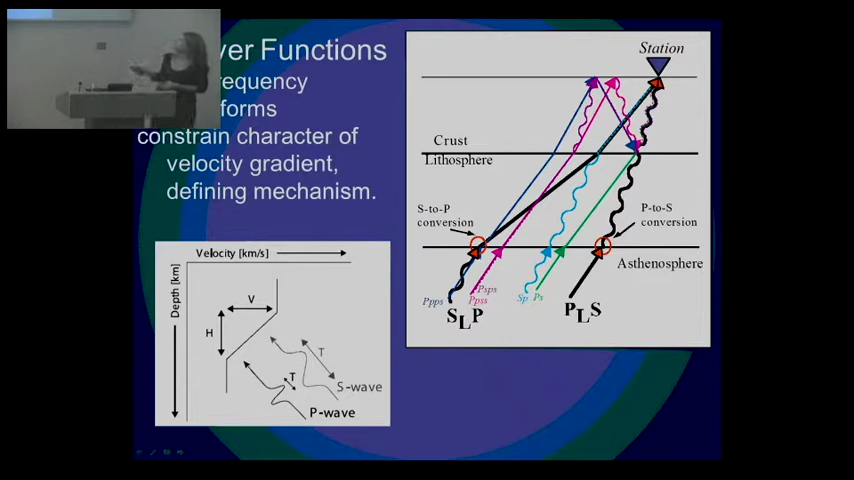 ver Functions
requency
forms
constrain character of
velocity gradient,
defining mechanism.
Station
Crust
Lithosphere
S-to-P
conversion
P-to-S
conversion
Asthenosphere
Ppps
Psps
Ppss
Sp
Ps
SLP
PLS
Velocity [km/s]
Depth [km]
V
H
T
T
S-wave
P-wave